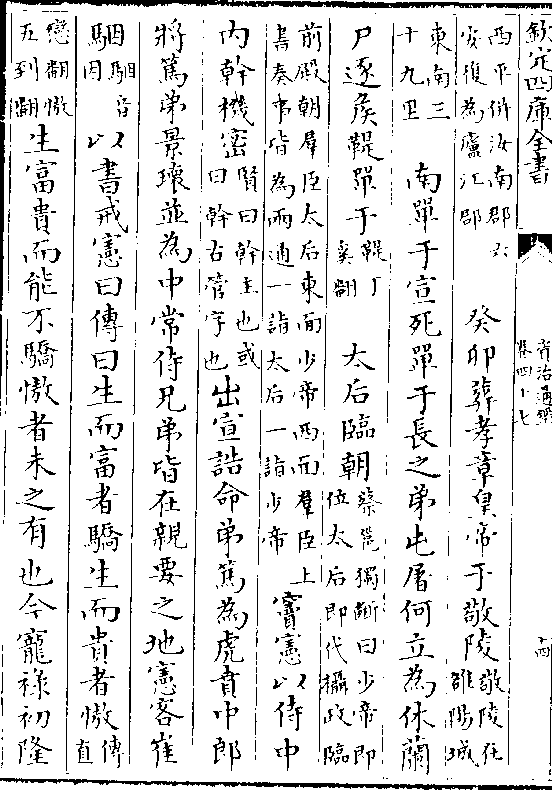 欽定四庫全書
資治通鑑
卷四十七
西平併汝南郡六
安復為廬江郡
癸卯葬孝章皇帝于敬陵
敬陵在
雒陽城
東南三
十九里
南單于宣死單于長之弟屯屠何立為休蘭
尸逐侯鞮單于
鞮丁
奚翻
太后臨朝
蔡邕獨斷曰少帝即
位太后即代攝政臨
前殿朝羣臣太后東面少帝西面羣臣上
書奏事皆為兩通一詣太后一詣少帝
竇憲以侍中
內幹機密
賢曰幹主也或
曰幹古管字也
出宣誥命弟篤為虎賁中郎
將篤弟景瓌並為中常侍兄弟皆在親要之地憲客崔
駰
駰音
因
以書戒憲曰傳曰生而富者驕生而貴者慠
傳
直
戀翻慠
五到翻
生富貴而能不驕慠者未之有也今寵祿初隆